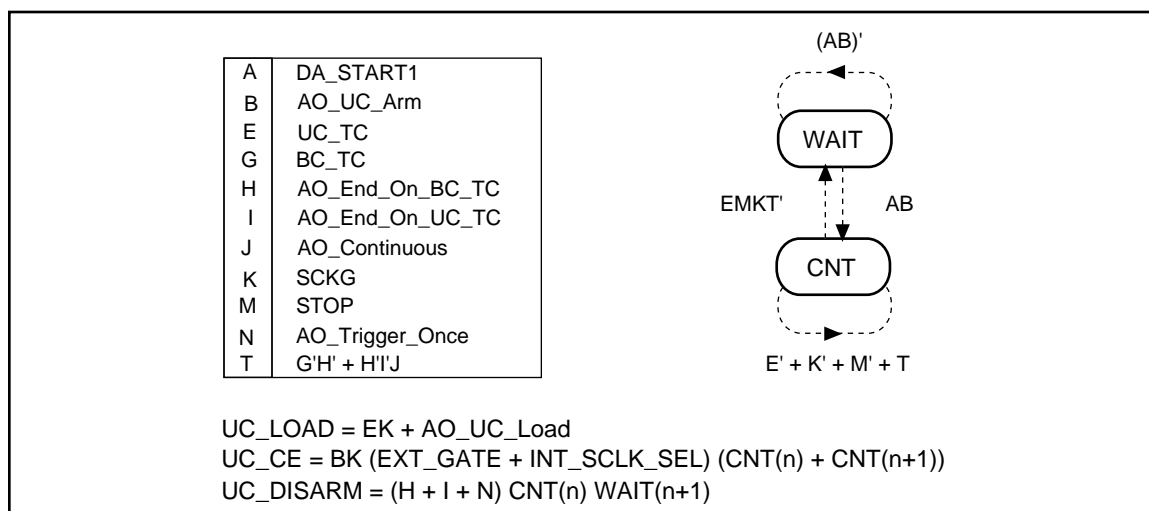 A DA_START1
B AO_UC_Arm
E UC_TC
G BC_TC
H AO_End_On_BC_TC
I AO_End_On_UC_TC
J AO_Continuous
K SCKG
M STOP
N AO_Trigger_Once
T G'H' + H'I'J
(AB)'
WAIT
EMKT' AB
CNT
E' + K' + M' + T
UC_LOAD = EK + AO_UC_Load
UC_CE = BK (EXT_GATE + INT_SCLK_SEL) (CNT(n) + CNT(n+1))
UC_DISARM = (H + I + N) CNT(n) WAIT(n+1)